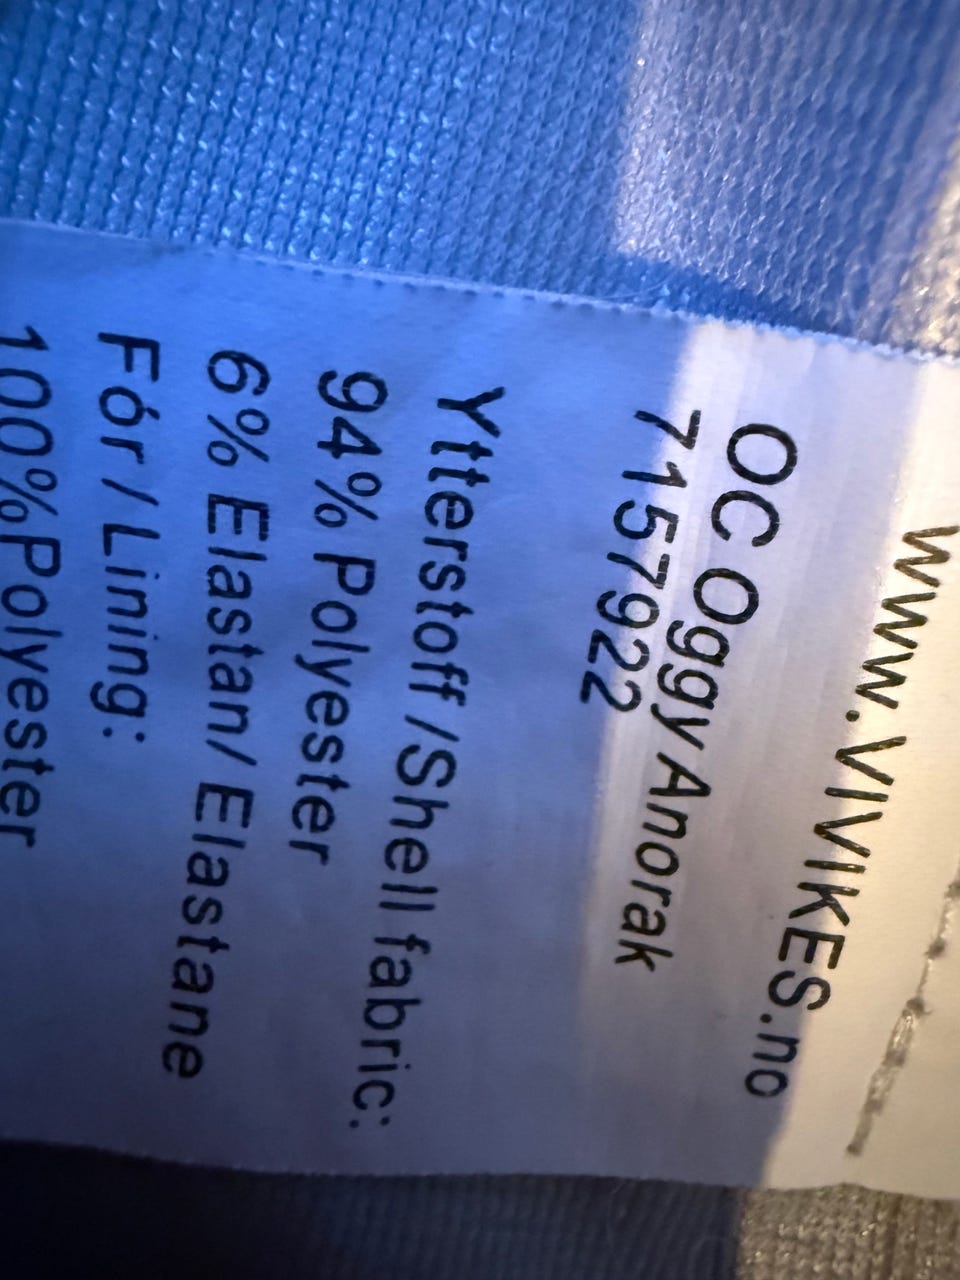 www.VIVIKES.no
OC Oggy Anorak
7157922
Ytterstoff/Shell fabric:
94% Polyester
6% Elastan/ Elastane
Fór / Lining:
100% Polyester